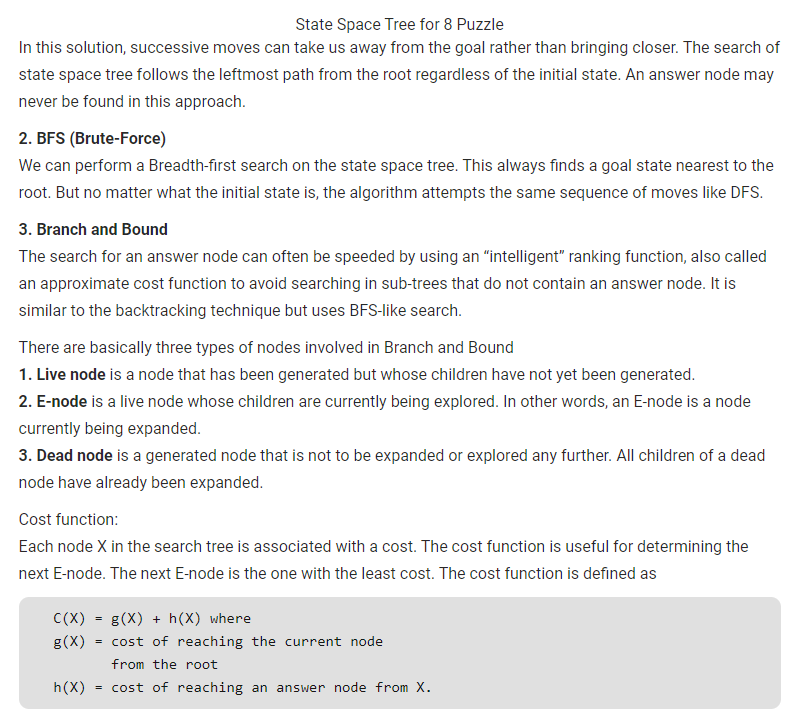 State Space Tree for 8 Puzzle
In this solution, successive moves can take us away from the goal rather than bringing closer. The search of
state space tree follows the leftmost path from the root regardless of the initial state. An answer node may
never be found in this approach.
2. BFS (Brute-Force)
We can perform a Breadth-first search on the state space tree. This always finds a goal state nearest to the
root. But no matter what the initial state is, the algorithm attempts the same sequence of moves like DFS.
3. Branch and Bound
The search for an answer node can often be speeded by using an “intelligent” ranking function, also called
an approximate cost function to avoid searching in sub-trees that do not contain an answer node. It is
similar to the backtracking technique but uses BFS-like search.
There are basically three types of nodes involved in Branch and Bound
1. Live node is a node that has been generated but whose children have not yet been generated.
2. E-node is a live node whose children are currently being explored. In other words, an E-node is a node
currently being expanded.
3. Dead node is a generated node that is not to be expanded or explored any further. All children of a dead
node have already been expanded.
Cost function:
Each node X in the search tree is associated with a cost. The cost function is useful for determining the
next E-node. The next E-node is the one with the least cost. The cost function is defined as
C(X) = g(X) + h(X) where
g(X) = cost of reaching the current node
from the root
h(X) = cost of reaching an answer node from X.